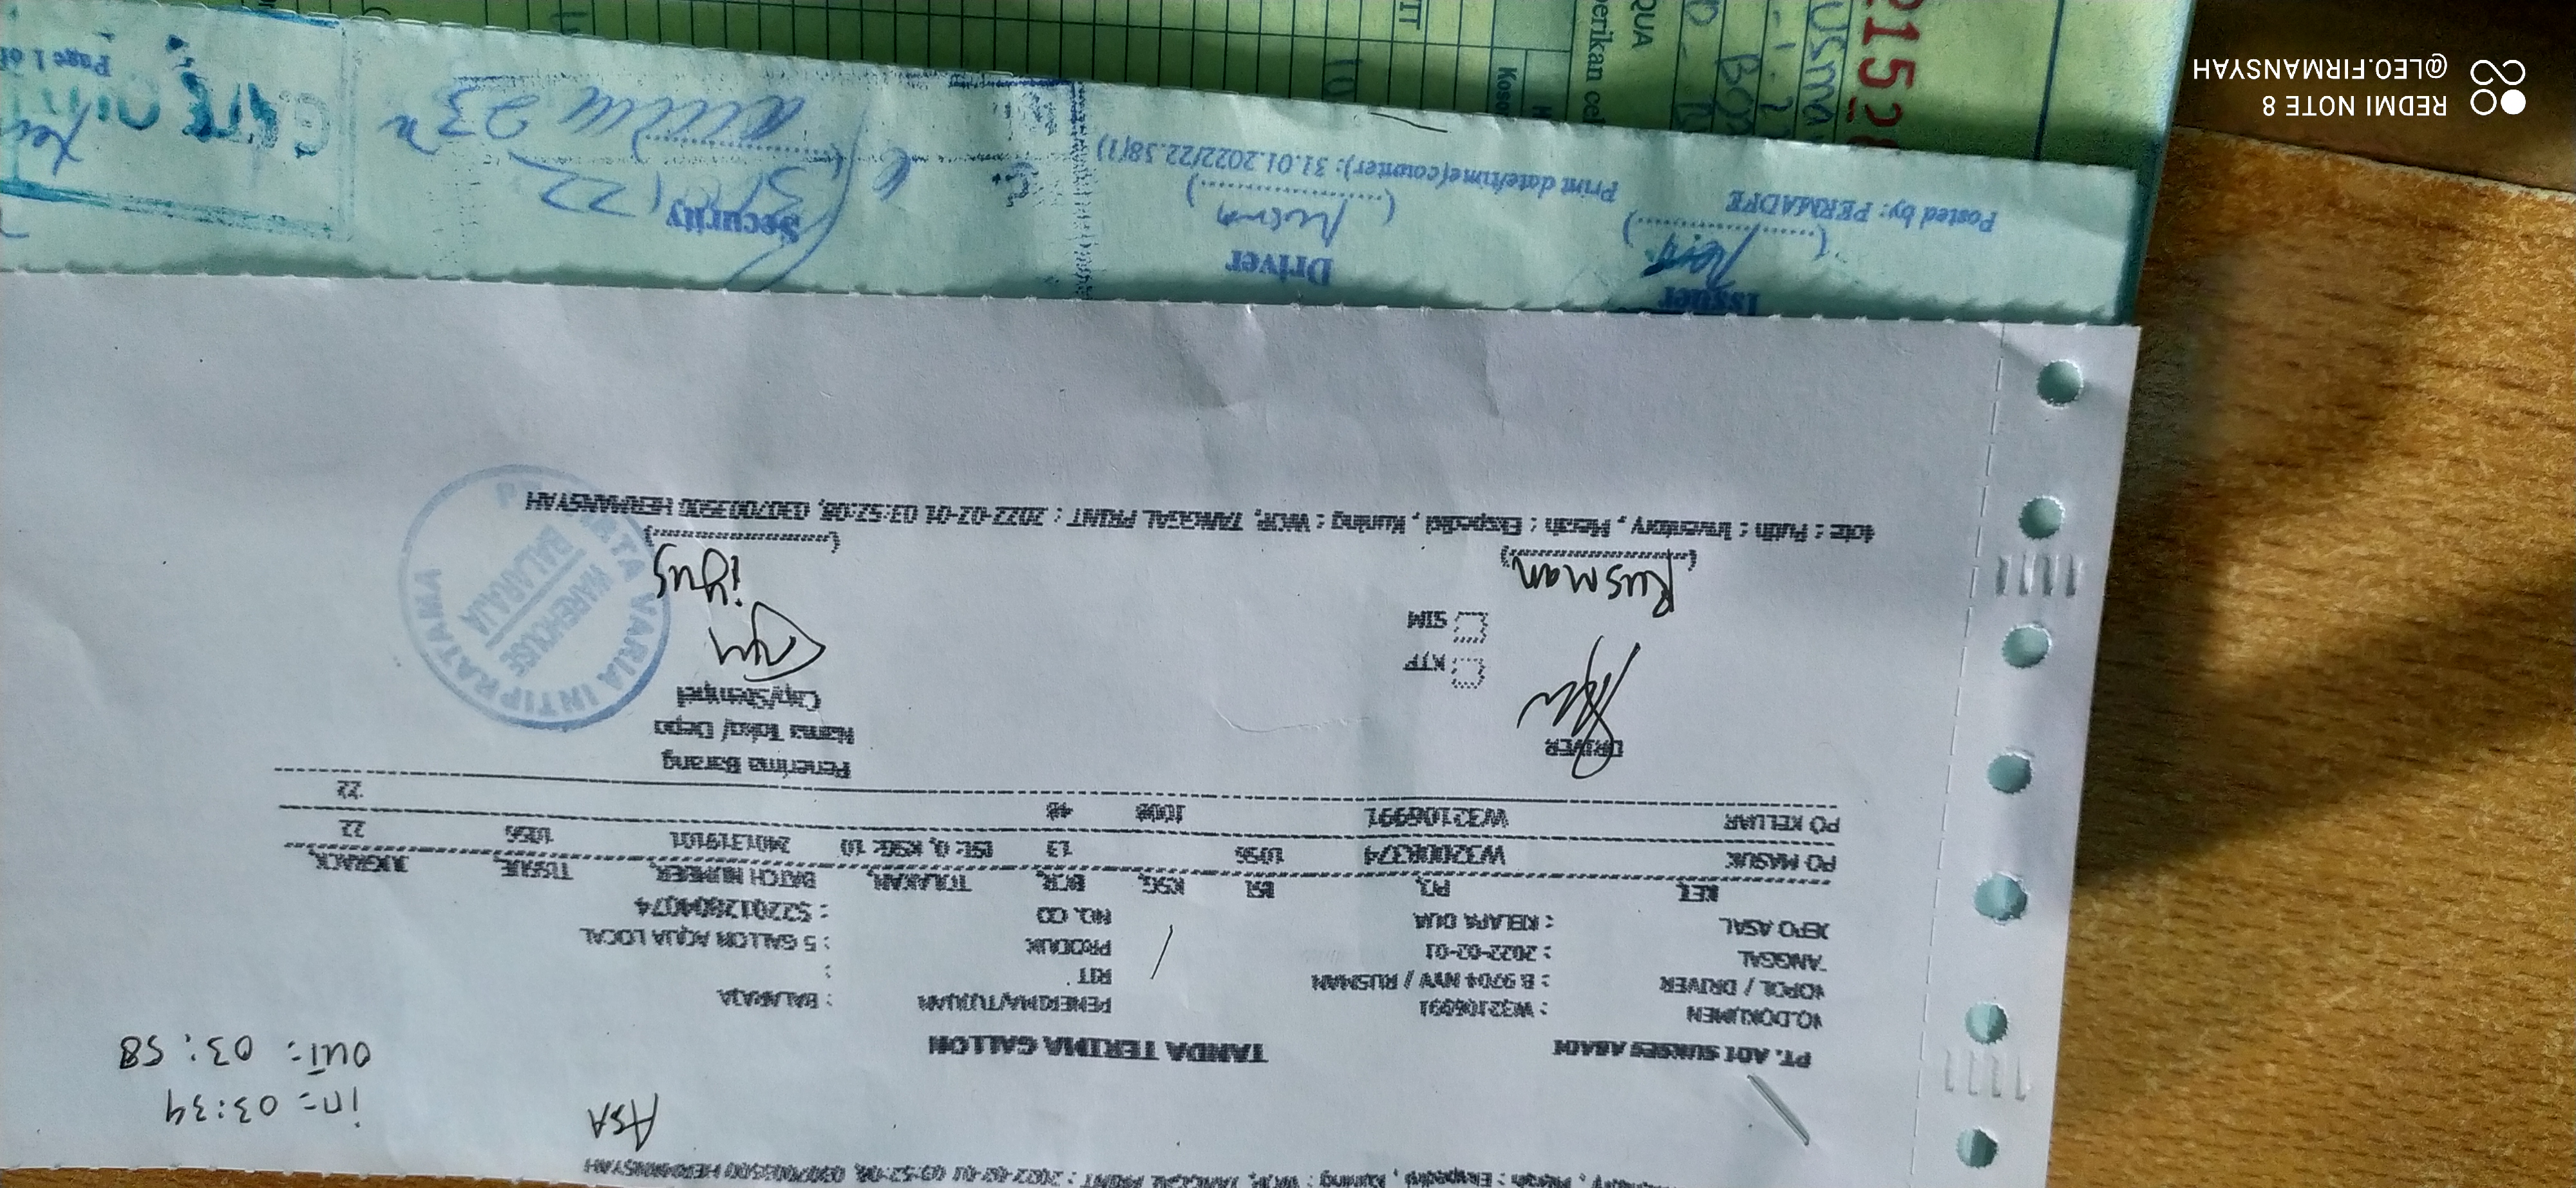 , Merah : Ekspedisi , Kuning : WOP, TANGGAL PRINT : 2022-02-01 03:52:08, 0307003500 HERMANSYAH
ASA
in= 03:34
out= 03:58
PT. ADI SUKSES ABADI
TANDA TERIMA GALLON
NO.DOKUMEN : W32106991
PENERIMA/TUJUAN : BALARAJA
NOPOL / DRIVER : B 9704 NYV / RUSMAN
RIT :
TANGGAL : 2022-02-01
PRODUK : 5 GALLON AQUA LOCAL
DEPO ASAL : KELAPA DUA
NO. CO : S22012804074
KET. PO. ISI KSG. BCR. TOLAKAN. BATCH NUMBER. TISSUE. JUGRACK.
PO MASUK W32008374 1056 13 ISI: 0, KSG: 10 2401319101 1056 22
PO KELUAR W32106991 1008 48 22
DRIVER
KTP
SIM
Rusman
Penerima Barang
Nama Toko/ Depo
Cap/Stempel
iyus
VARIA INTIPRATAMA
WAREHOUSE
BALARAJA
Note : Putih : Inventory , Merah : Ekspedisi , Kuning : WOP, TANGGAL PRINT : 2022-02-01 03:52:08, 0307003500 HERMANSYAH
Issuer
Driver
Security
Posted by: PERMADFE
Print date/time(counter): 31.01.2022/22.58(1)
GATE OUT
Page 1 of
QUA
perikan cel
REDMI NOTE 8
@LEO.FIRMANSYAH